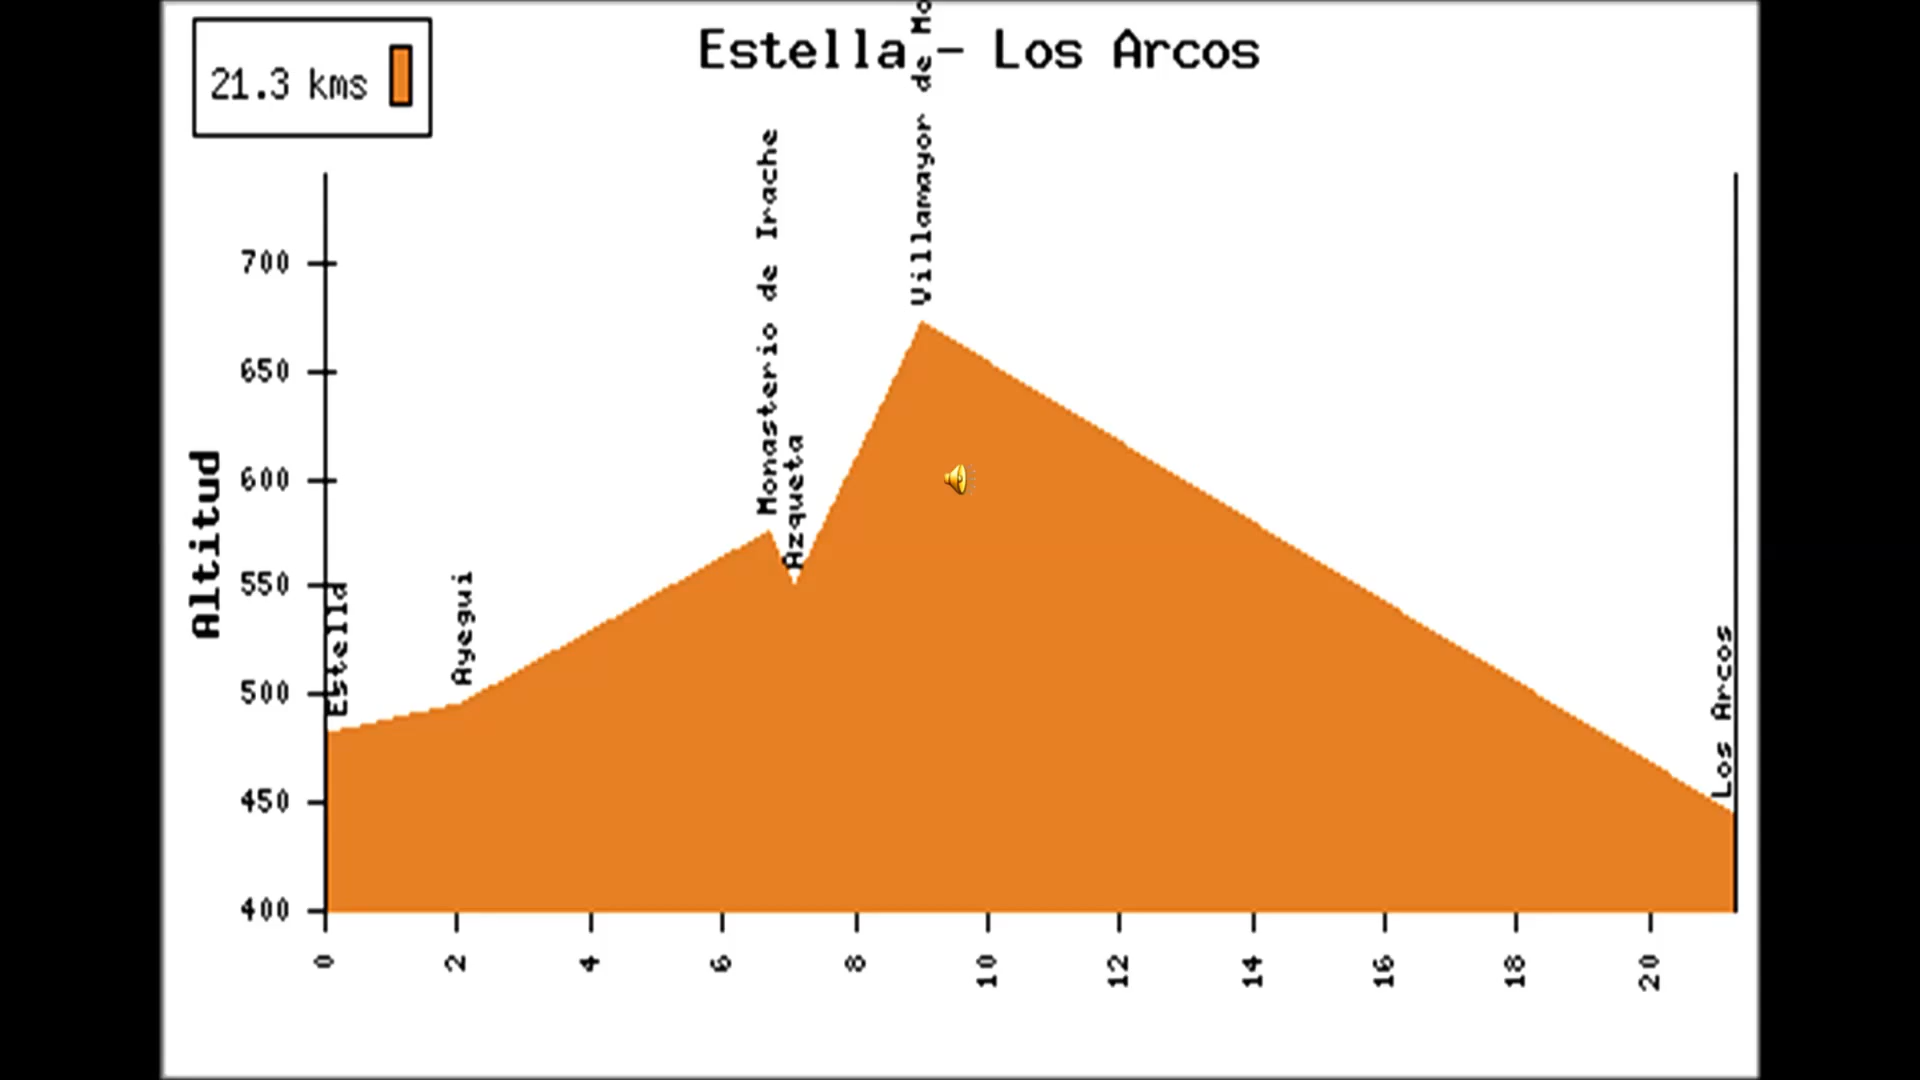 Estella - Los Arcos
21.3 kms
Monasterio de Irache
Villamayor de Mo
Azqueta
Ayegui
Estella
Los Arcos
Altitud
700
650
600
550
500
450
400
0
2
4
6
8
10
12
14
16
18
20